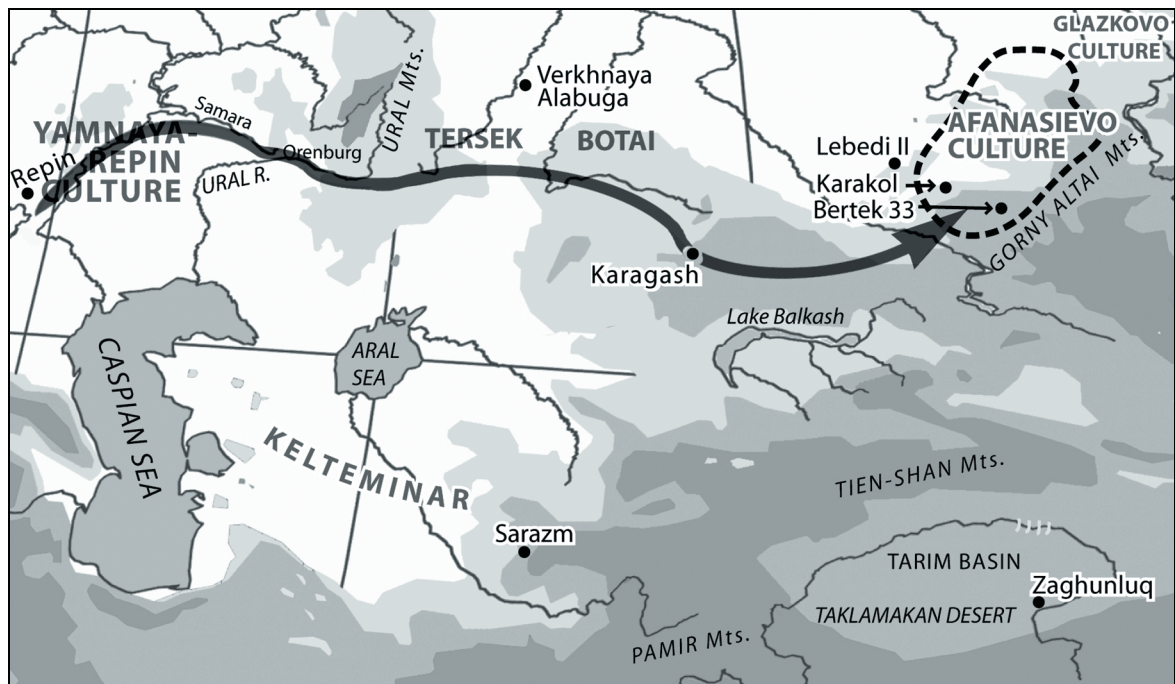 GLAZKOVO
CULTURE
Verkhnaya
Alabuga
URAL Mts.
Samara
YAMNAYA-
REPIN
CULTURE
Repin
Orenburg
URAL R.
TERSEK
BOTAI
AFANASIEVO
CULTURE
Lebedi II
Karakol
Bertek 33
GORNY ALTAI Mts.
Karagash
Lake Balkash
ARAL
SEA
CASPIAN SEA
KELTEMINAR
TIEN-SHAN Mts.
Sarazm
TARIM BASIN
Zaghunluq
TAKLAMAKAN DESERT
PAMIR Mts.